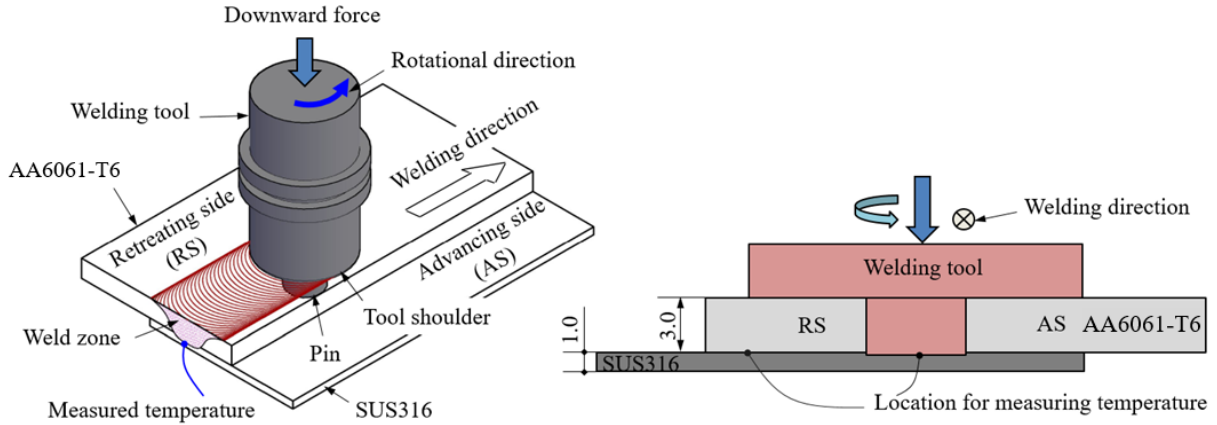 Downward force
Rotational direction
Welding tool
Welding direction
AA6061-T6
Retreating side
(RS)
Advancing side
(AS)
Weld zone
Tool shoulder
Pin
Measured temperature
SUS316
Welding direction
Welding tool
1.0
3.0
RS
AS
AA6061-T6
SUS316
Location for measuring temperature